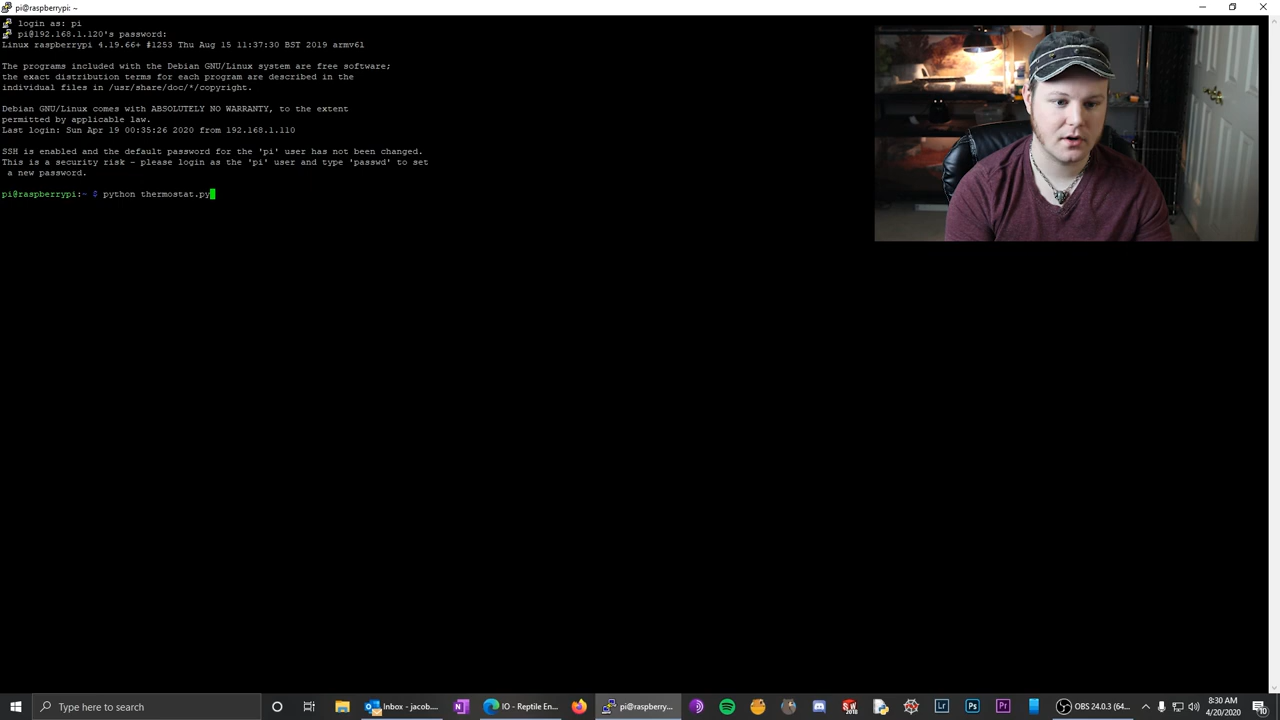 pi@raspberrypi: ~
login as: pi
pi@192.168.1.120's password:
Linux raspberrypi 4.19.66+ #1253 Thu Aug 15 11:37:30 BST 2019 armv6l
The programs included with the Debian GNU/Linux system are free software;
the exact distribution terms for each program are described in the
individual files in /usr/share/doc/*/copyright.
Debian GNU/Linux comes with ABSOLUTELY NO WARRANTY, to the extent
permitted by applicable law.
Last login: Sun Apr 19 00:35:26 2020 from 192.168.1.110
SSH is enabled and the default password for the 'pi' user has not been changed.
This is a security risk - please login as the 'pi' user and type 'passwd' to set
a new password.
pi@raspberrypi:~ $ python thermostat.py
Type here to search
Inbox - jacob....
IO - Reptile En...
pi@raspberry...
2018
Lr
Ps
Pr
OBS 24.0.3 (64...
8:30 AM
4/20/2020
10